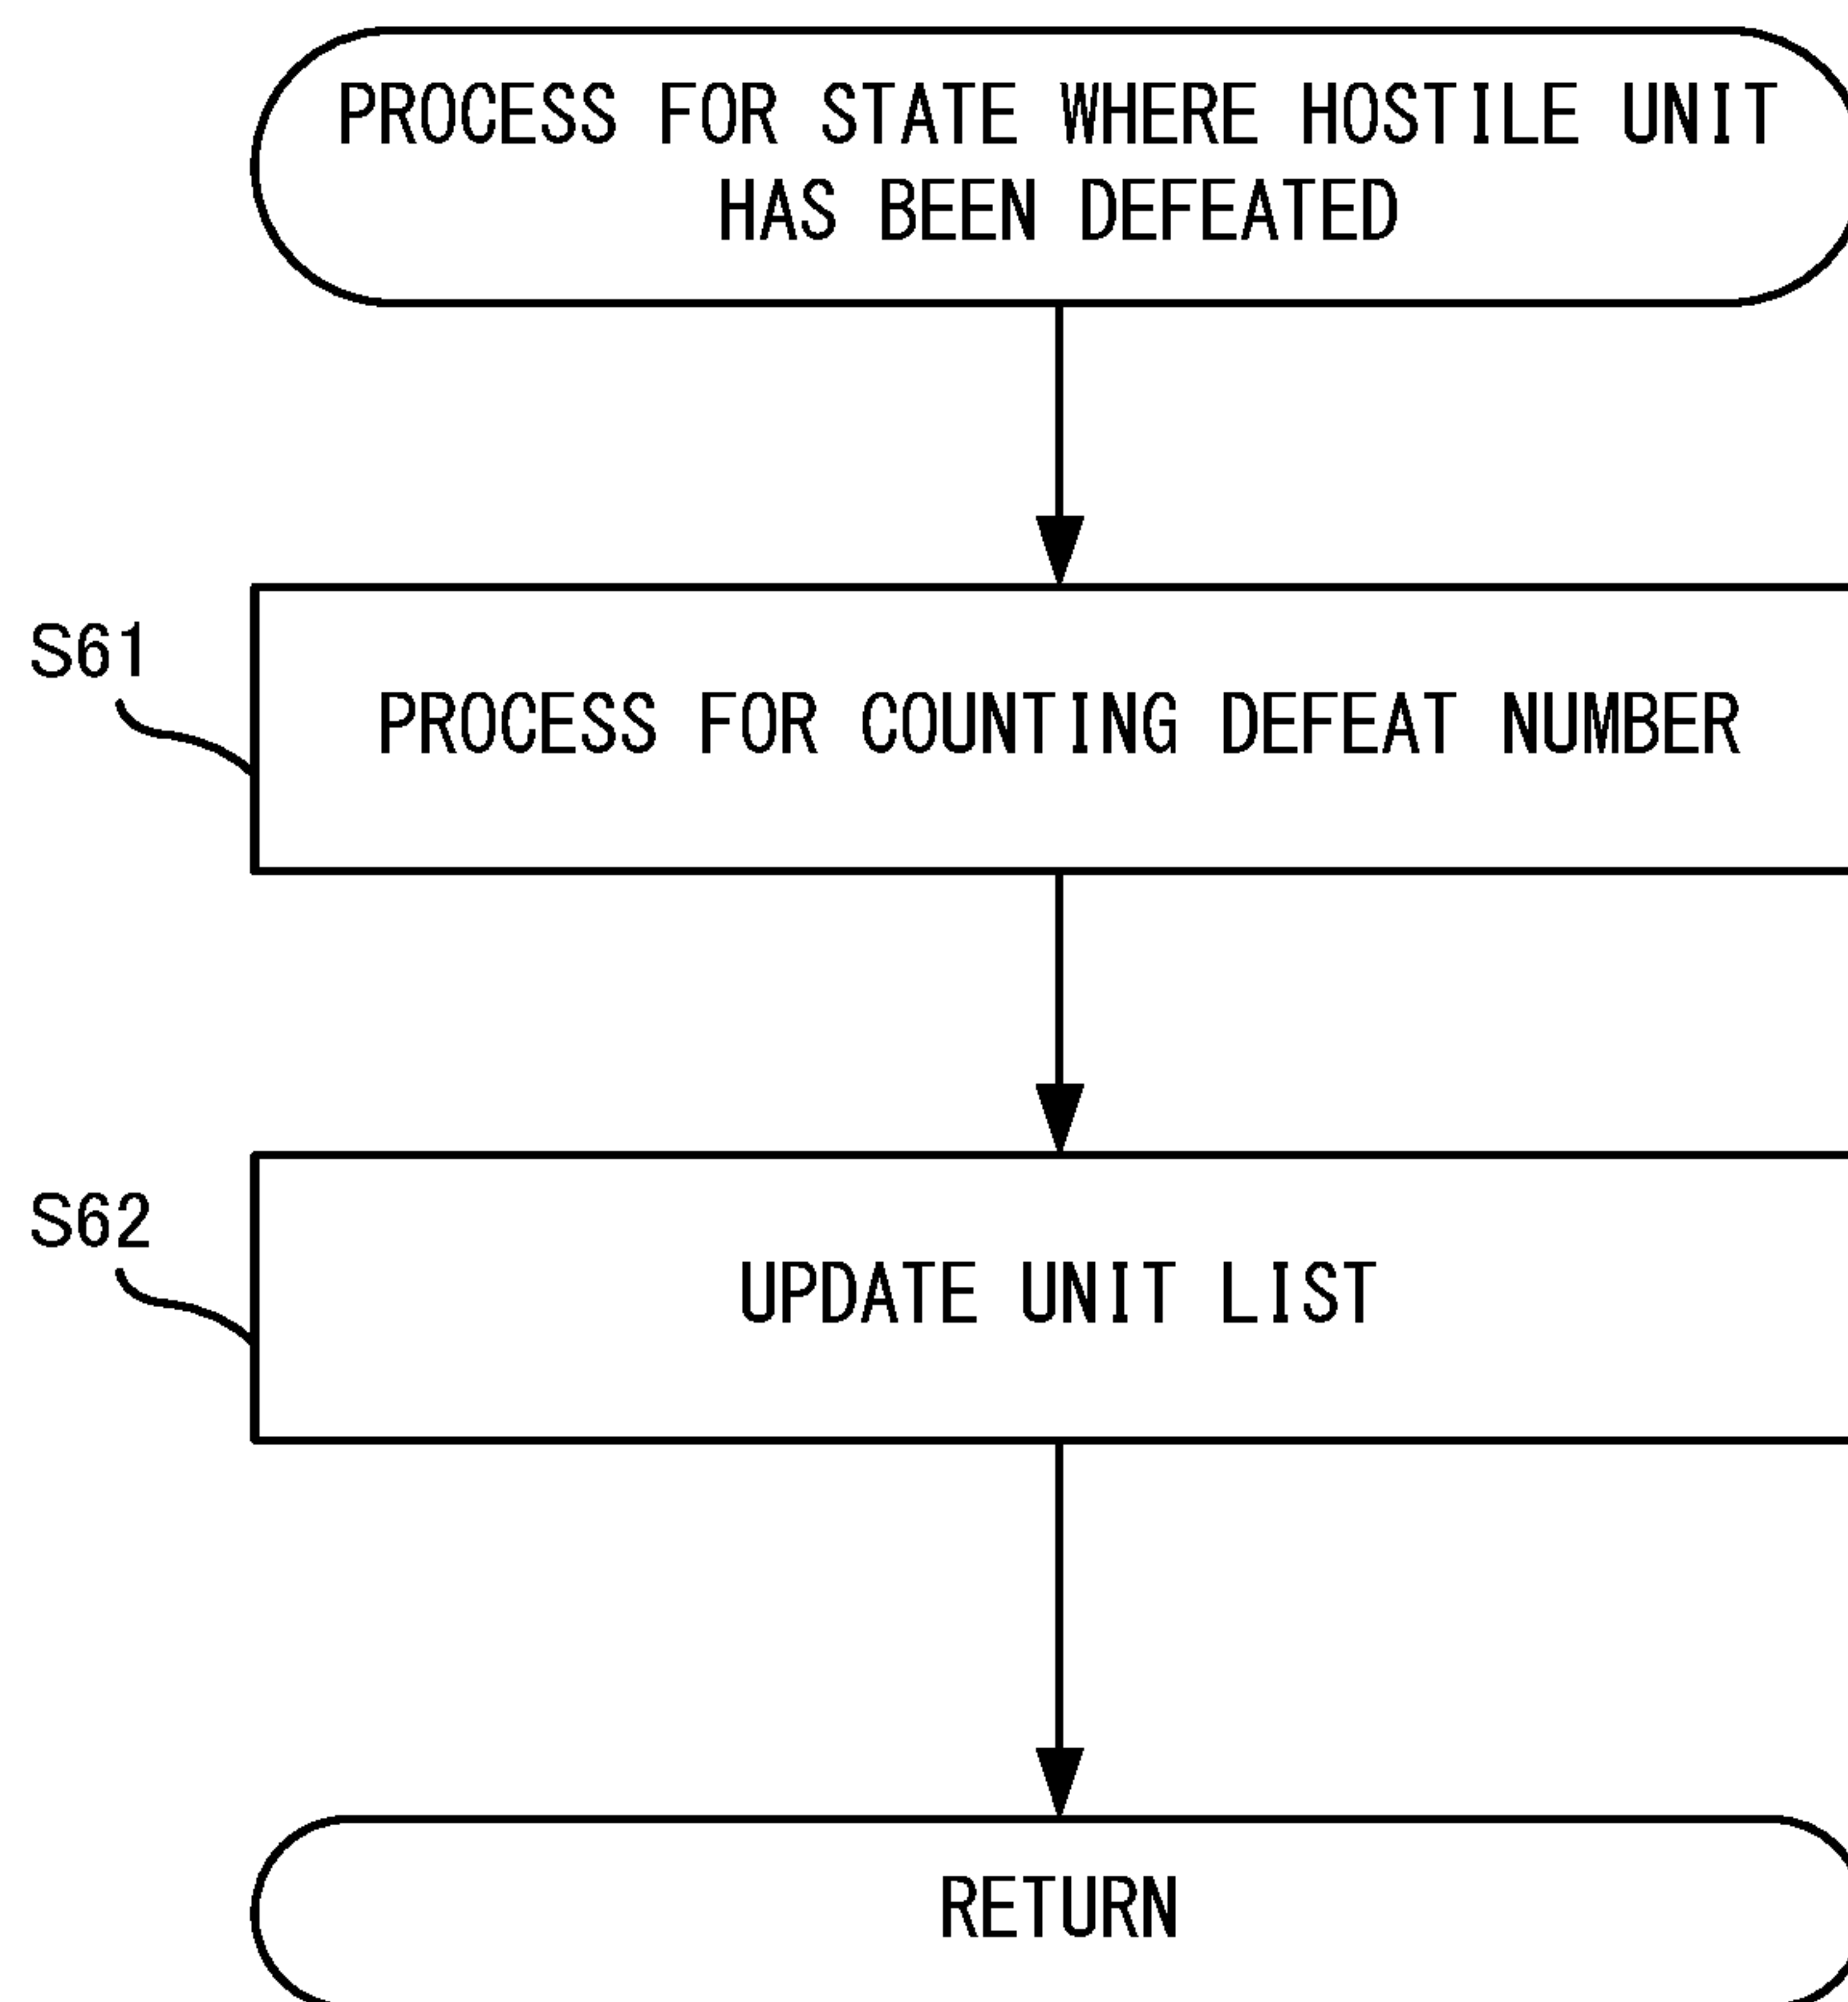 PROCESS FOR STATE WHERE HOSTILE UNIT
HAS BEEN DEFEATED
S61
PROCESS FOR COUNTING DEFEAT NUMBER
S62
UPDATE UNIT LIST
RETURN